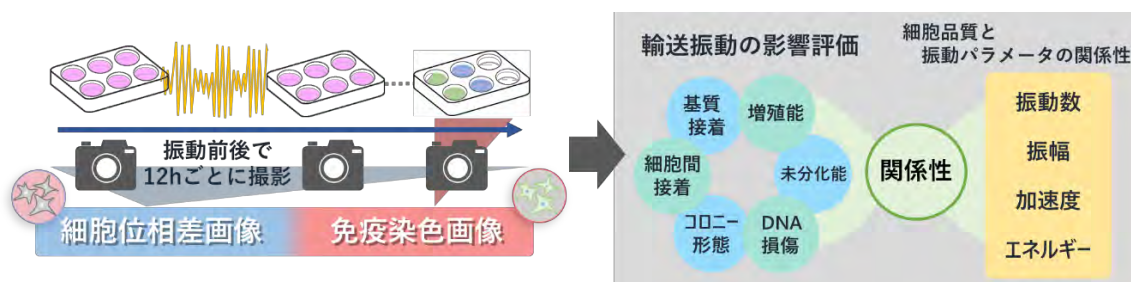 振動前後で
12hごとに撮影
細胞位相差画像
免疫染色画像
輸送振動の影響評価
細胞品質と
振動パラメータの関係性
基質
接着
増殖能
細胞間
接着
未分化能
コロニー
形態
DNA
損傷
関係性
振動数
振幅
加速度
エネルギー